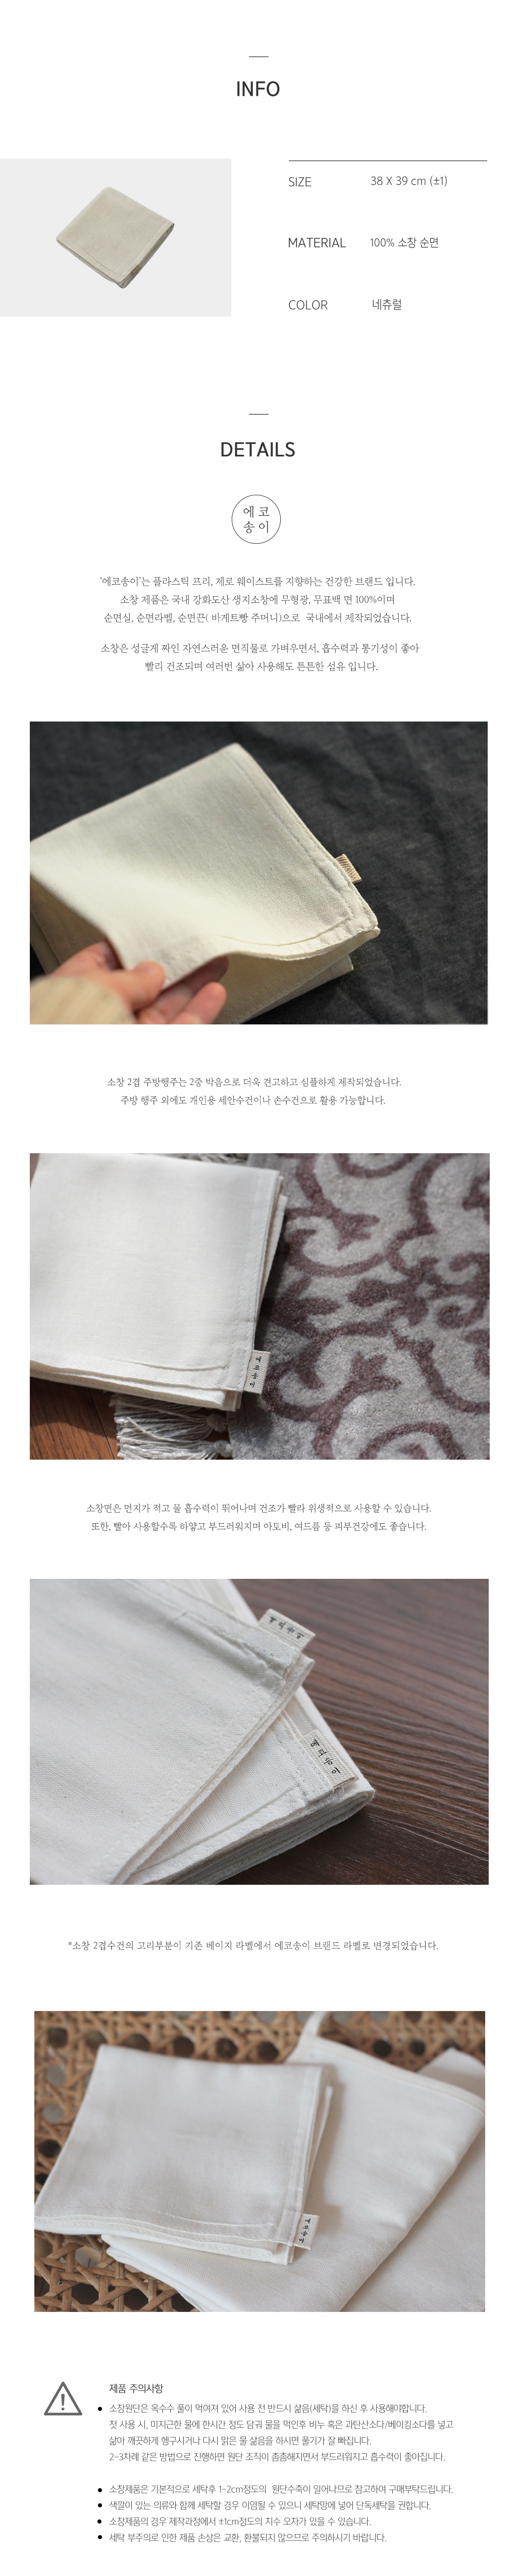 INFO
SIZE 38 X 39 cm (±1)
MATERIAL 100% 소창 순면
COLOR 네츄럴
DETAILS
에코
송이
'에코송이'는 플라스틱 프리, 제로 웨이스트를 지향하는 건강한 브랜드 입니다.
소창 제품은 국내 강화도산 생지소창에 무형광, 무표백 면 100%이며
순면실, 순면라벨, 순면끈( 바게트빵 주머니)으로 국내에서 제작되었습니다.
소창은 성글게 짜인 자연스러운 면직물로 가벼우면서, 흡수력과 통기성이 좋아
빨리 건조되며 여러번 삶아 사용해도 튼튼한 섬유 입니다.
소창 2겹 주방행주는 2중 박음으로 더욱 견고하고 심플하게 제작되었습니다.
주방 행주 외에도 개인용 세안수건이나 손수건으로 활용 가능합니다.
에코송이
소창면은 먼지가 적고 물 흡수력이 뛰어나며 건조가 빨라 위생적으로 사용할 수 있습니다.
또한, 빨아 사용할수록 하얗고 부드러워지며 아토비, 여드름 등 피부건강에도 좋습니다.
에코송이
에코송이
*소창 2겹수건의 고리부분이 기존 베이지 라벨에서 에코송이 브랜드 라벨로 변경되었습니다.
에코송이
제품 주의사항
소창원단은 옥수수 풀이 먹여져 있어 사용 전 반드시 삶음(세탁)을 하신 후 사용해야합니다.
첫 사용 시, 미지근한 물에 한시간 정도 담궈 물을 먹인후 비누 혹은 과탄산소다/베이킹소다를 넣고
삶아 깨끗하게 헹구시거나 다시 맑은 물 삶음을 하시면 풀기가 잘 빠집니다.
2-3차례 같은 방법으로 진행하면 원단 조직이 촘촘해지면서 부드러워지고 흡수력이 좋아집니다.
소창제품은 기본적으로 세탁후 1-2cm정도의 원단수축이 일어나므로 참고하여 구매부탁드립니다.
색깔이 있는 의류와 함께 세탁할 경우 이염될 수 있으니 세탁망에 넣어 단독세탁을 권합니다.
소창제품의 경우 제작과정에서 ±1cm정도의 치수 오차가 있을 수 있습니다.
세탁 부주의로 인한 제품 손상은 교환, 환불되지 않으므로 주의하시기 바랍니다.